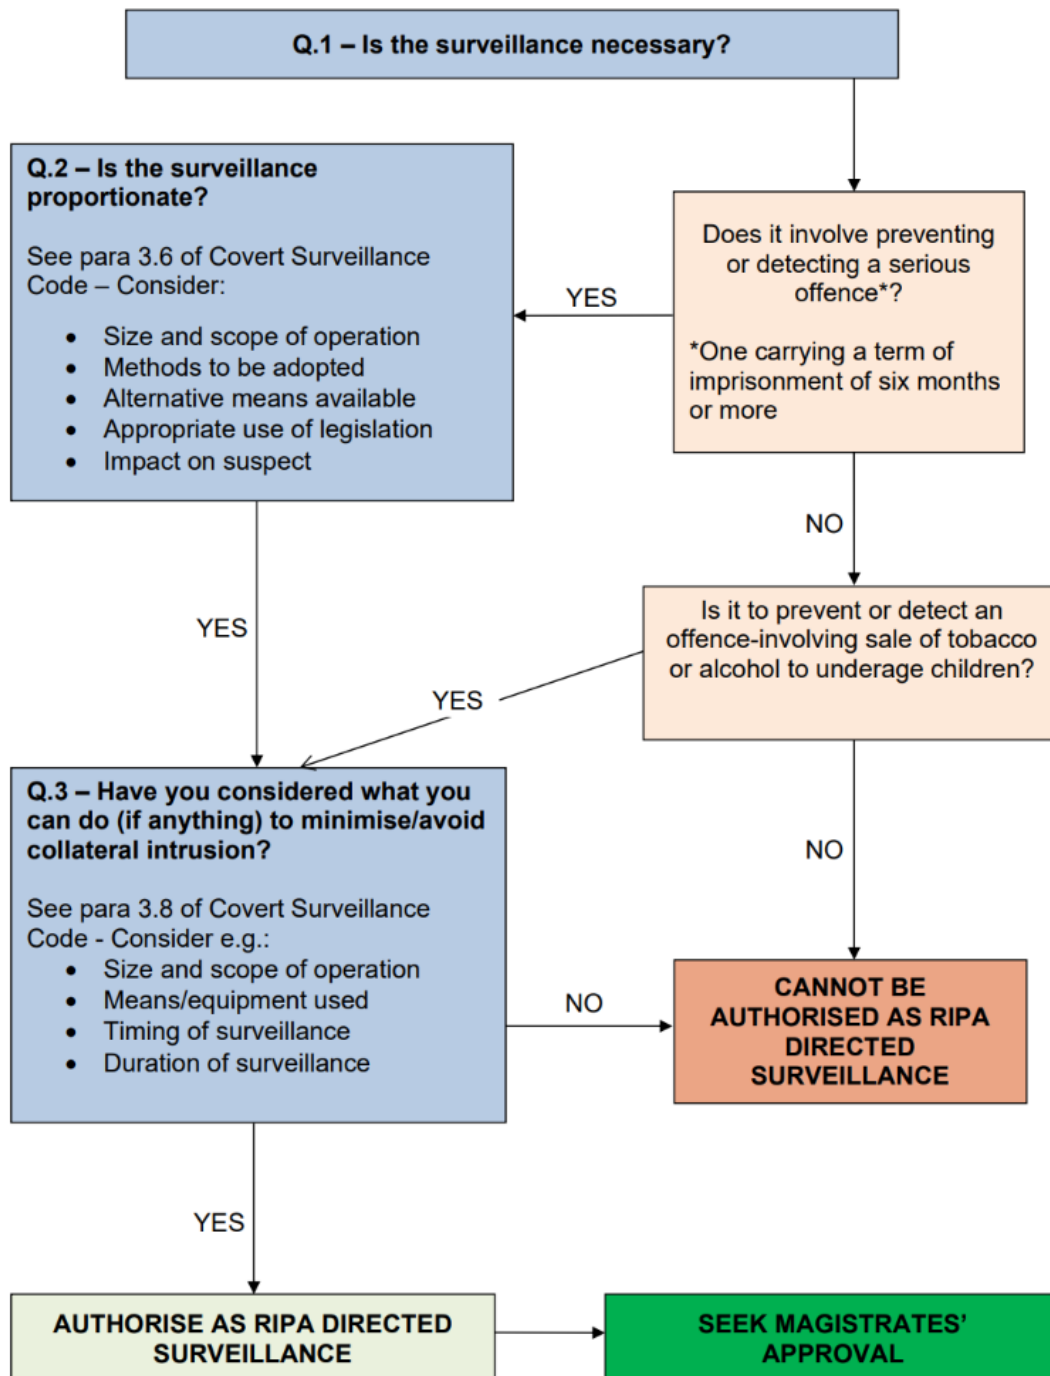 Q.1 – Is the surveillance necessary?
Q.2 – Is the surveillance
proportionate?
See para 3.6 of Covert Surveillance
Code – Consider:
• Size and scope of operation
• Methods to be adopted
• Alternative means available
• Appropriate use of legislation
• Impact on suspect
YES
Does it involve preventing
or detecting a serious
offence*?
*One carrying a term of
imprisonment of six months
or more
NO
YES
Is it to prevent or detect an
offence-involving sale of tobacco
or alcohol to underage children?
YES
NO
Q.3 – Have you considered what you
can do (if anything) to minimise/avoid
collateral intrusion?
See para 3.8 of Covert Surveillance
Code - Consider e.g.:
• Size and scope of operation
• Means/equipment used
• Timing of surveillance
• Duration of surveillance
NO
CANNOT BE
AUTHORISED AS RIPA
DIRECTED
SURVEILLANCE
YES
AUTHORISE AS RIPA DIRECTED
SURVEILLANCE
SEEK MAGISTRATES'
APPROVAL